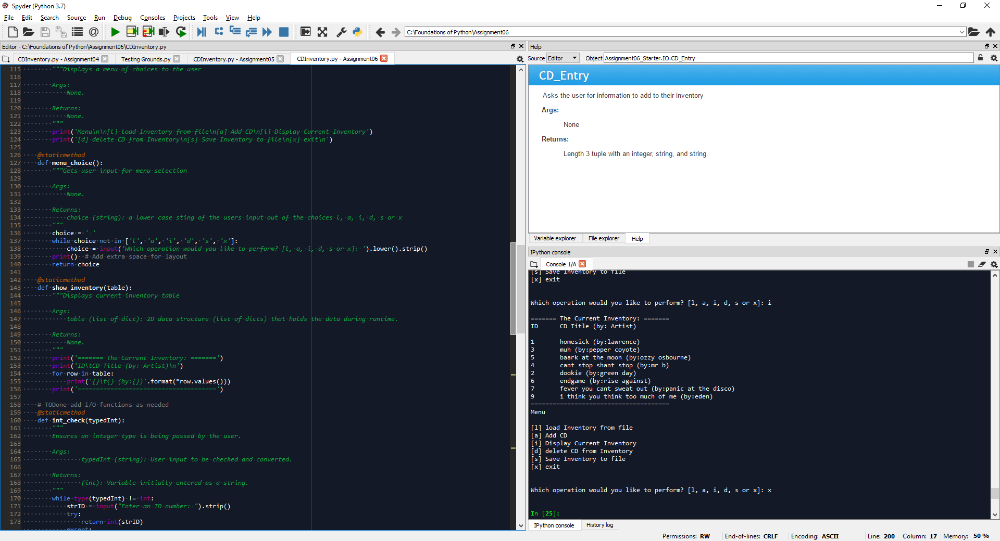 Spyder (Python 3.7)
File Edit Search Source Run Debug Consoles Projects Tools View Help
C:\Foundations of Python\Assignment06
Editor - C:\Foundations of Python\Assignment06\CDInventory.py
CDInventory.py - Assignment04 Testing Grounds.py CDInventory.py - Assignment05 CDInventory.py - Assignment06
115 """Displays a menu of choices to the user
116
117 Args:
118 None.
119
120 Returns:
121 None.
122 """
123 print('Menu\n\n[l] load Inventory from file\n[a] Add CD\n[i] Display Current Inventory')
124 print('[d] delete CD from Inventory\n[s] Save Inventory to file\n[x] exit\n')
125
126 @staticmethod
127 def menu_choice():
128 """Gets user input for menu selection
129
130 Args:
131 None.
132
133 Returns:
134 choice (string): a lower case sting of the users input out of the choices l, a, i, d, s or x
135 """
136 choice = ' '
137 while choice not in ['l', 'a', 'i', 'd', 's', 'x']:
138 choice = input('Which operation would you like to perform? [l, a, i, d, s or x]: ').lower().strip()
139 print() # Add extra space for layout
140 return choice
141
142 @staticmethod
143 def show_inventory(table):
144 """Displays current inventory table
145
146 Args:
147 table (list of dict): 2D data structure (list of dicts) that holds the data during runtime.
148
149 Returns:
150 None.
151 """
152 print('======= The Current Inventory: =======')
153 print('ID\tCD Title (by: Artist)\n')
154 for row in table:
155 print('{}\t{} (by:{})'.format(*row.values()))
156 print('======================================')
157
158 # TODone add I/O functions as needed
159 @staticmethod
160 def int_check(typedInt):
161 """
162 Ensures an integer type is being passed by the user.
163
164 Args:
165 typedInt (string): User input to be checked and converted.
166
167 Returns:
168 (int): Variable initially entered as a string.
169 """
170 while type(typedInt) != int:
171 strID = input("Enter an ID number: ").strip()
172 try:
173 return int(strID)
except:
Help
Source Editor Object Assignment06_Starter.IO.CD_Entry
CD_Entry
Asks the user for information to add to their inventory
Args:
None
Returns:
Length 3 tuple with an integer, string, and string.
Variable explorer File explorer Help
IPython console
Console 1/A
[s] Save Inventory to file
[x] exit
Which operation would you like to perform? [l, a, i, d, s or x]: i
======= The Current Inventory: =======
ID CD Title (by: Artist)
1 homesick (by:lawrence)
3 muh (by:pepper coyote)
5 baark at the moon (by:ozzy osbourne)
4 cant stop shant stop (by:mr b)
2 dookie (by:green day)
6 endgame (by:rise against)
7 fever you cant sweat out (by:panic at the disco)
9 i think you think too much of me (by:eden)
======================================
Menu
[l] load Inventory from file
[a] Add CD
[i] Display Current Inventory
[d] delete CD from Inventory
[s] Save Inventory to file
[x] exit
Which operation would you like to perform? [l, a, i, d, s or x]: x
In [25]:
IPython console History log
Permissions: RW End-of-lines: CRLF Encoding: ASCII Line: 200 Column: 17 Memory: 50 %